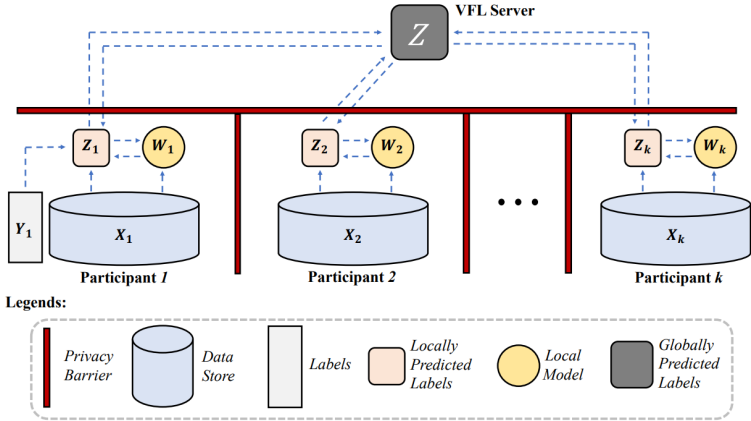 VFL Server
Z
Z1 W1 Z2 W2 Zk Wk
Y1 X1 X2 • • • Xk
Participant 1 Participant 2 Participant k
Legends:
Privacy Barrier
Data Store
Labels
Locally Predicted Labels
Local Model
Globally Predicted Labels